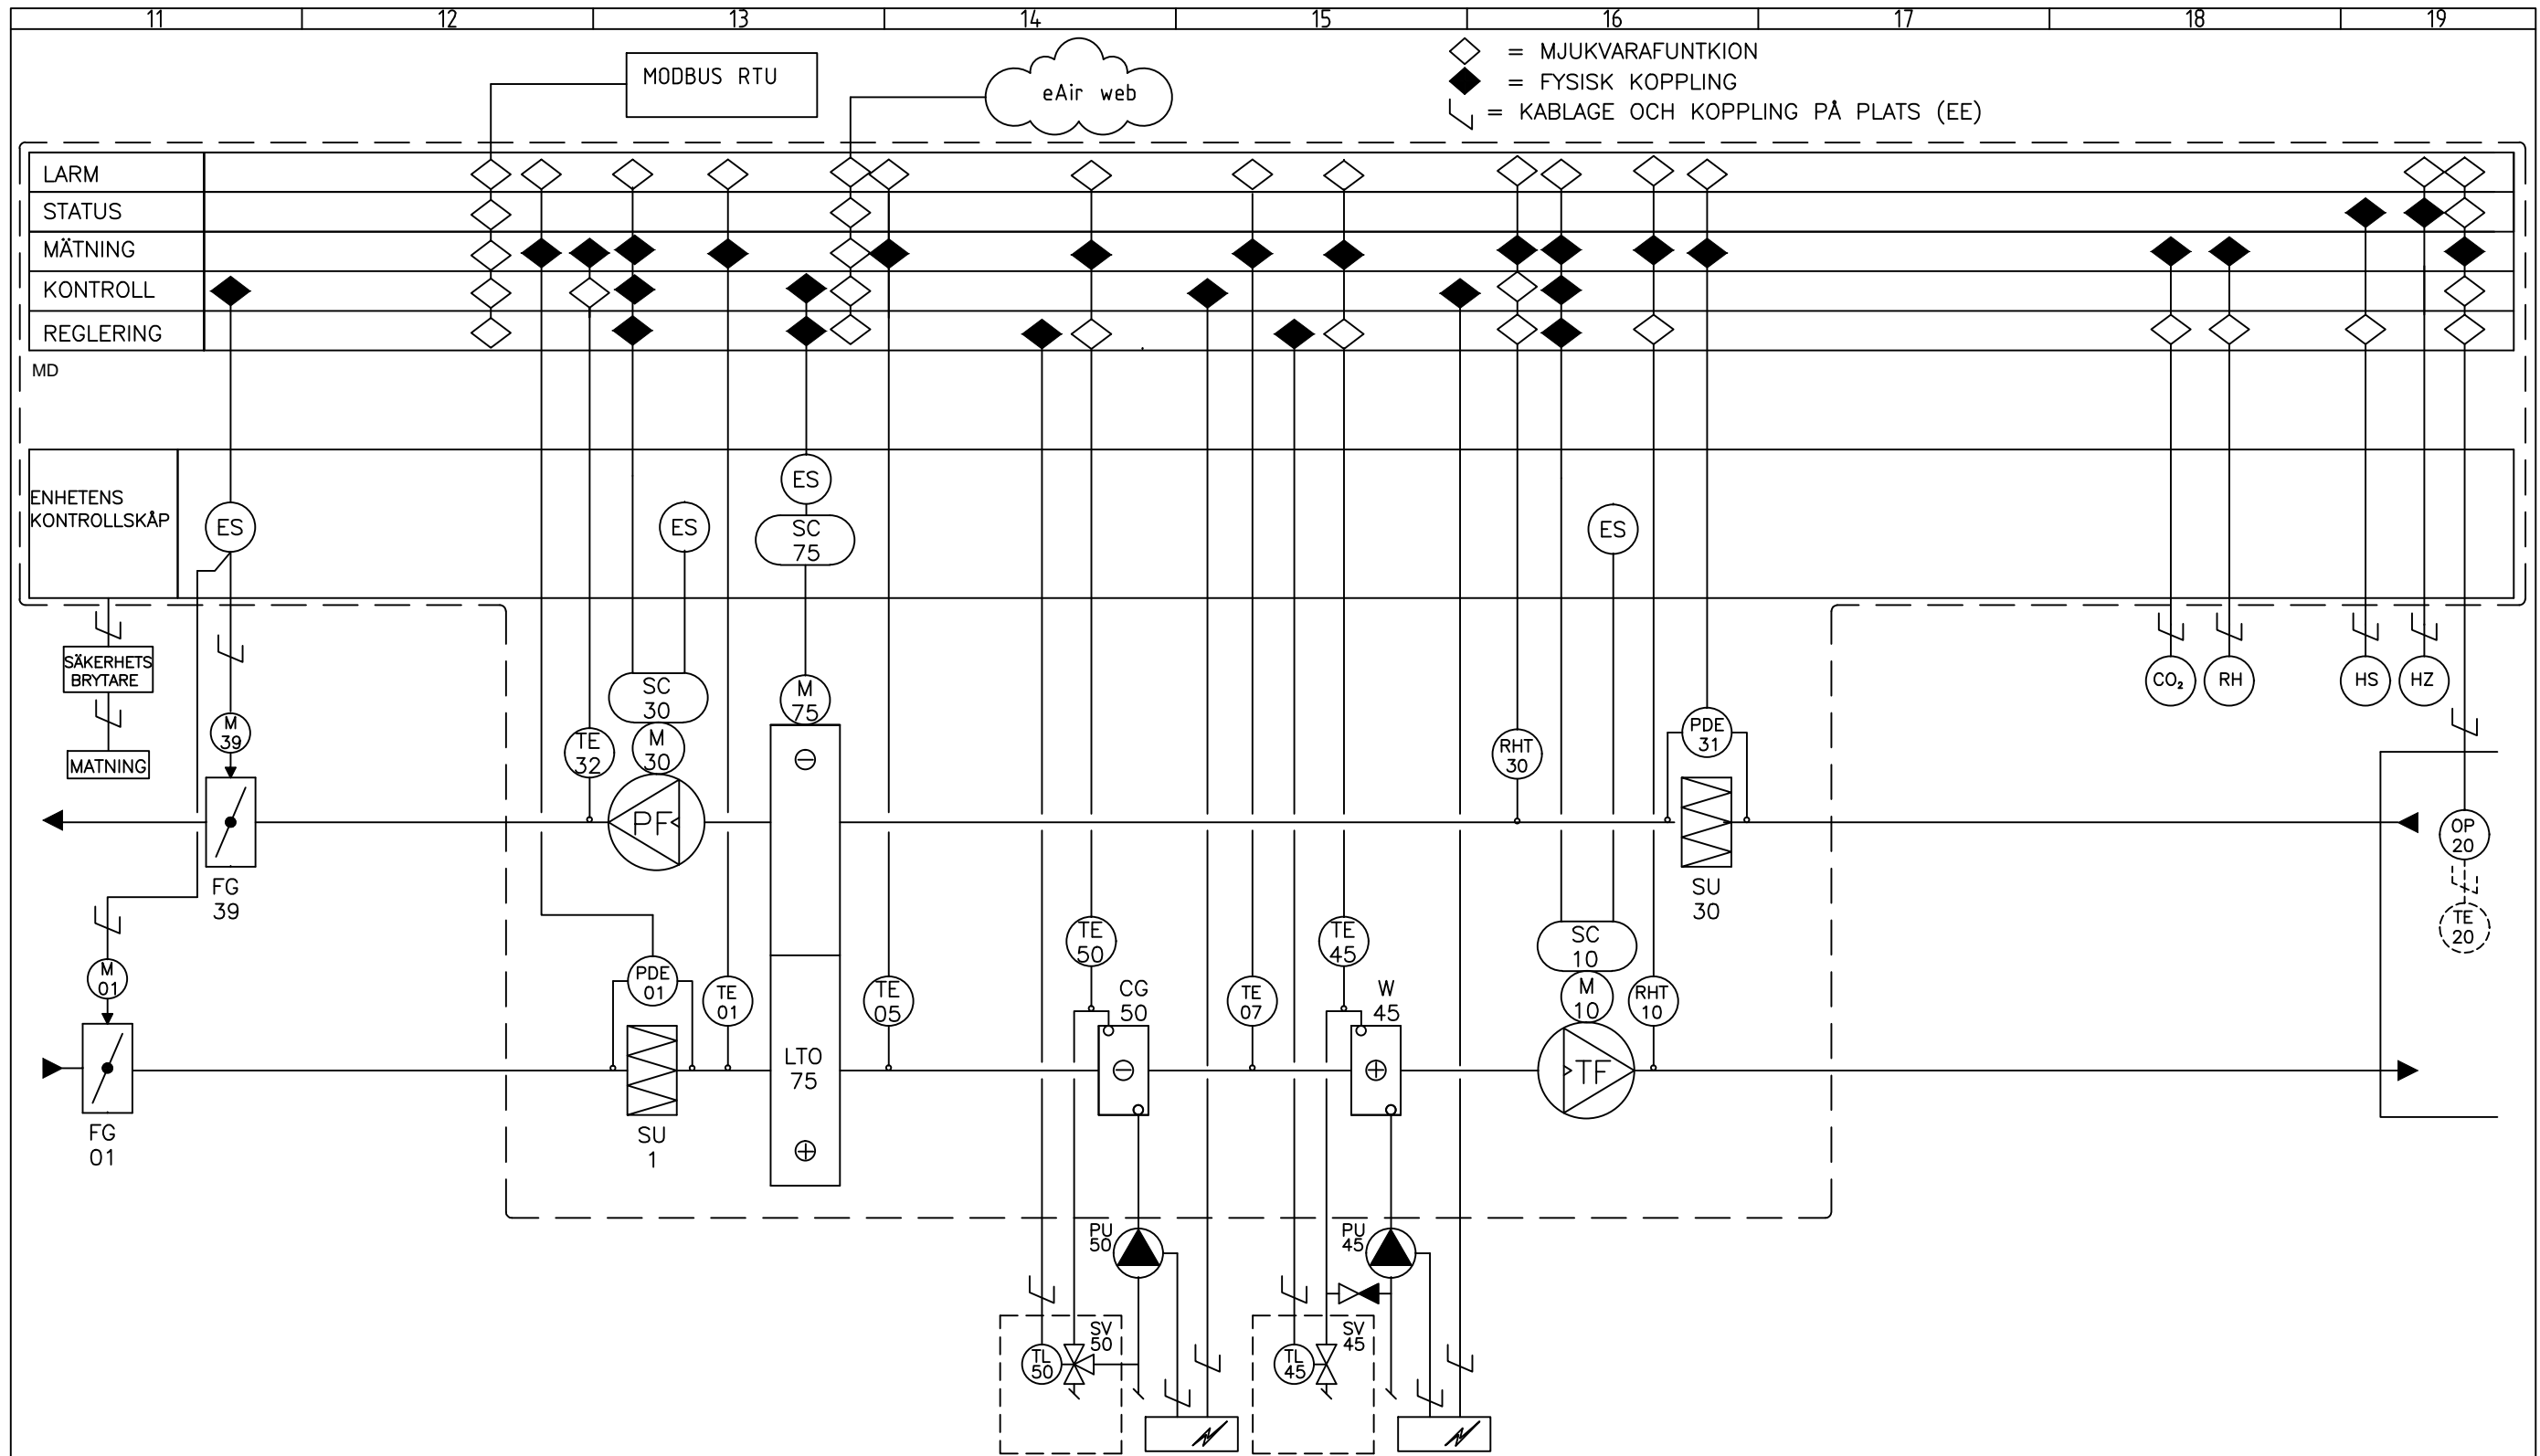 11 12 13 14 15 16 17 18 19
MODBUS RTU
eAir web
= MJUKVARAFUNTKION
= FYSISK KOPPLING
= KABLAGE OCH KOPPLING PÅ PLATS (EE)
LARM
STATUS
MÄTNING
KONTROLL
REGLERING
MD
ENHETENS
KONTROLLSKÅP
ES
ES
ES
SC
75
ES
SÄKERHETS
BRYTARE
MATNING
M
39
TE
32
SC
30
M
30
M
75
RHT
30
PDE
31
CO₂
RH
HS
HZ
PF
FG
39
SU
30
OP
20
TE
20
M
01
PDE
01
TE
01
TE
05
TE
50
CG
50
TE
07
TE
45
W
45
SC
10
M
10
RHT
10
TF
LTO
75
FG
01
SU
1
PU
50
PU
45
SV
50
TL
50
SV
45
TL
45